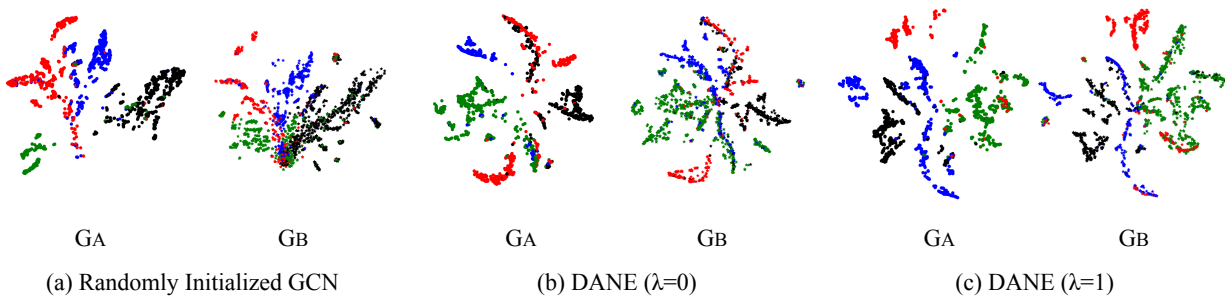 GA GB GA GB GA GB
(a) Randomly Initialized GCN (b) DANE (λ=0) (c) DANE (λ=1)